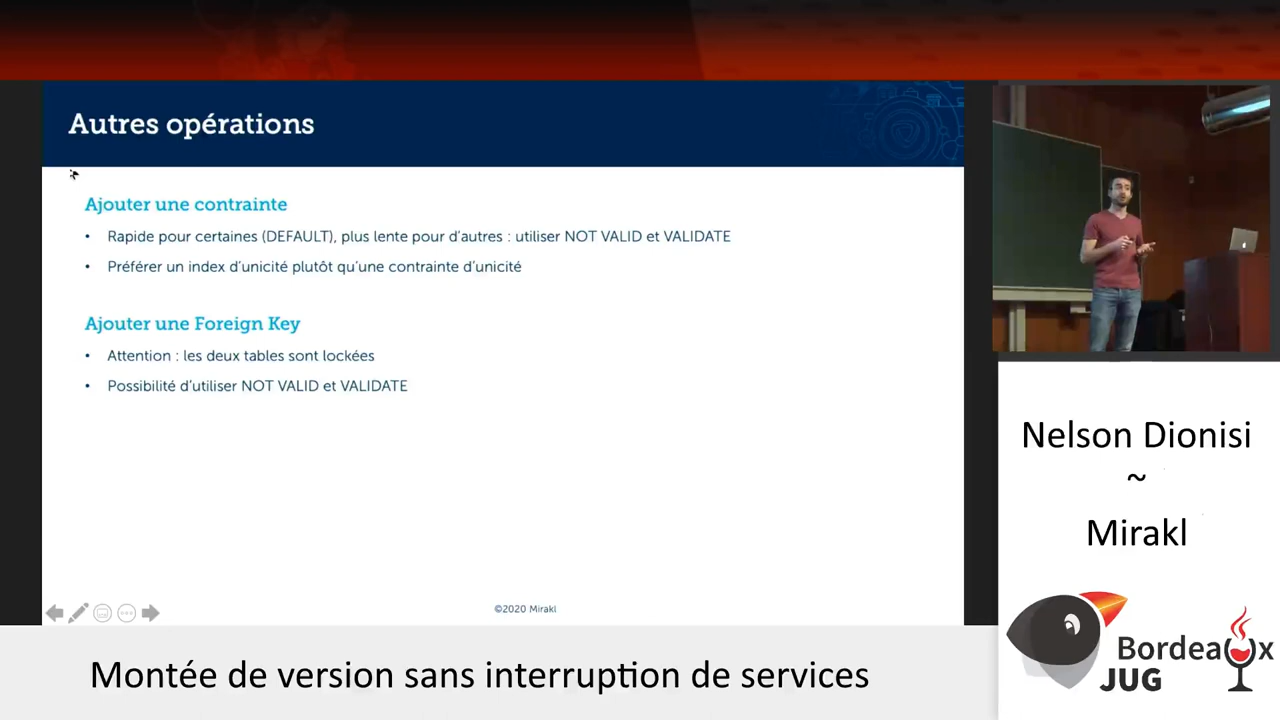 Autres opérations
Ajouter une contrainte
• Rapide pour certaines (DEFAULT), plus lente pour d'autres : utiliser NOT VALID et VALIDATE
• Préférer un index d'unicité plutôt qu'une contrainte d'unicité
Ajouter une Foreign Key
• Attention : les deux tables sont lockées
• Possibilité d'utiliser NOT VALID et VALIDATE
©2020 Mirakl
Nelson Dionisi
~
Mirakl
Bordeaux
JUG
Montée de version sans interruption de services